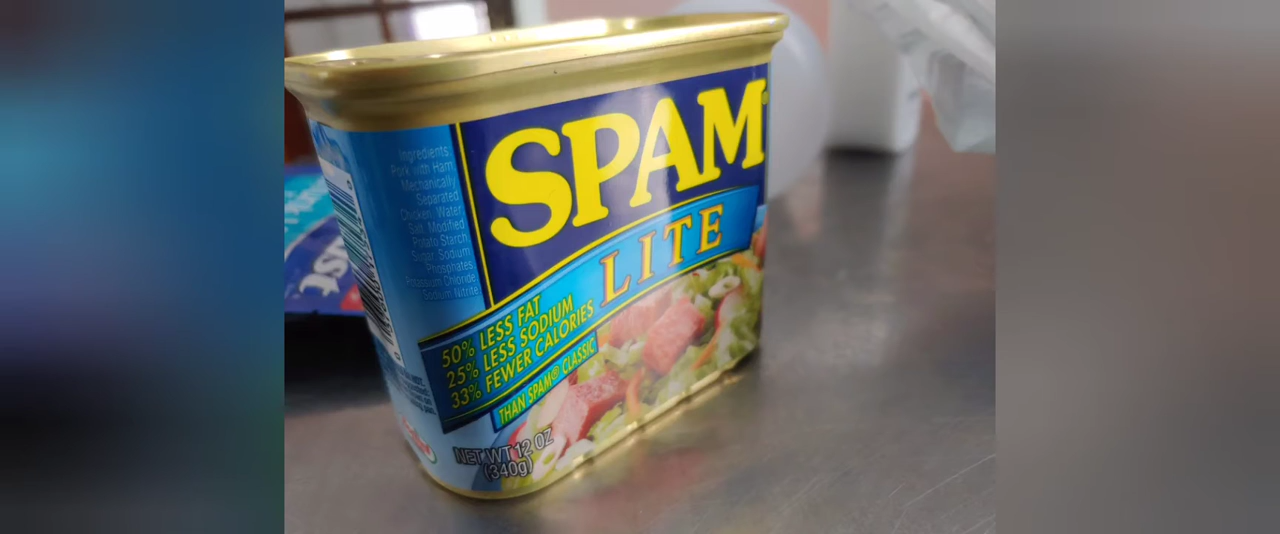 SPAM®
LITE
50% LESS FAT
25% LESS SODIUM
33% FEWER CALORIES
THAN SPAM® CLASSIC
NET WT 12 OZ
(340g)
Ingredients
Pork with Ham
Mechanically
Separated
Chicken Water
Salt Modified
Potato Starch
Sugar Sodium
Phosphates
Potassium Chloride
Sodium Nitrite